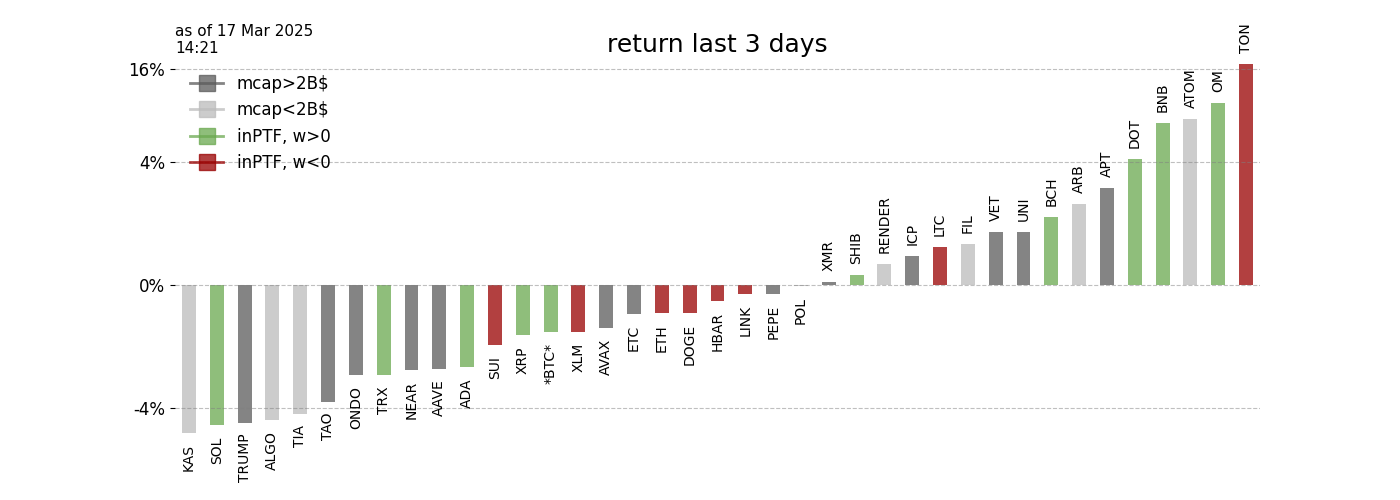 as of 17 Mar 2025
14:21
return last 3 days
16%
4%
0%
-4%
mcap>2B$
mcap<2B$
inPTF, w>0
inPTF, w<0
KAS
SOL
TRUMP
ALGO
TIA
TAO
ONDO
TRX
NEAR
AAVE
ADA
SUI
XRP
*BTC*
XLM
AVAX
ETC
ETH
DOGE
HBAR
LINK
PEPE
POL
XMR
SHIB
RENDER
ICP
LTC
FIL
VET
UNI
BCH
ARB
APT
DOT
BNB
ATOM
OM
TON